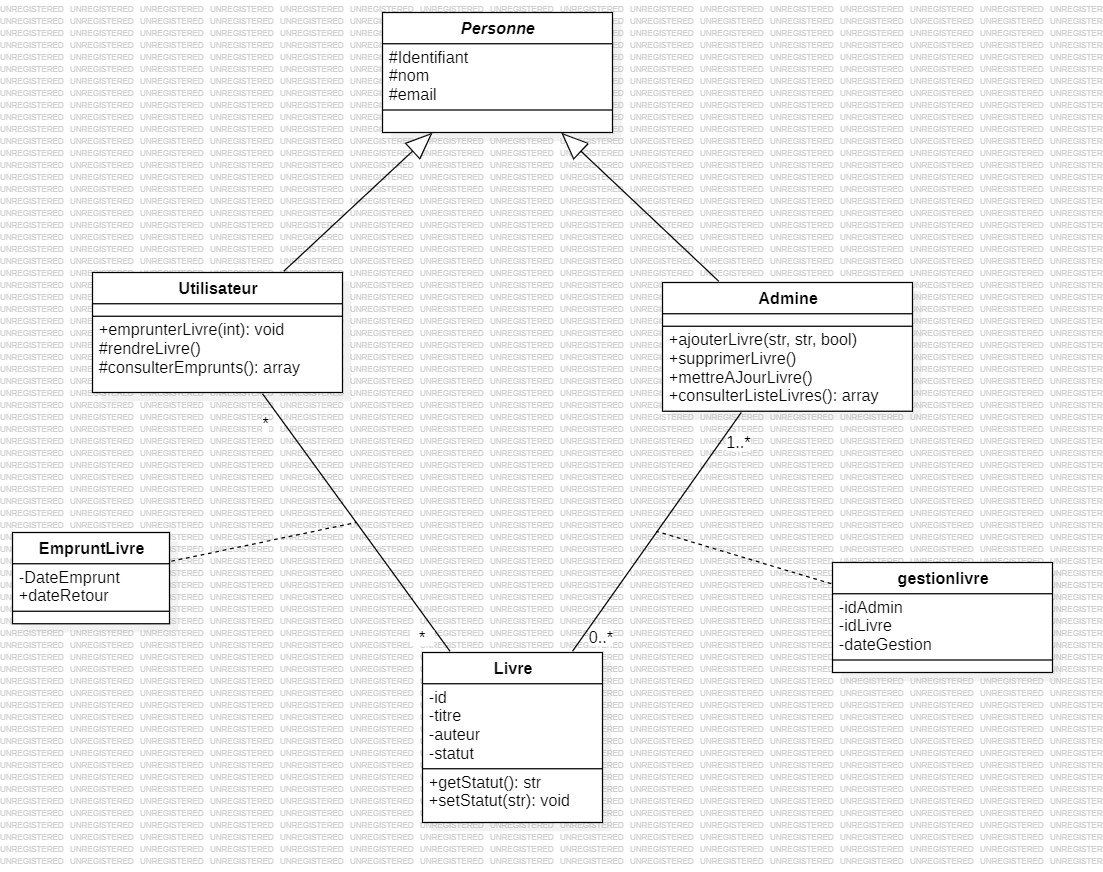 Personne
#Identifiant
#nom
#email
Utilisateur
+emprunterLivre(int): void
#rendreLivre()
#consulterEmprunts(): array
Admine
+ajouterLivre(str, str, bool)
+supprimerLivre()
+mettreAJourLivre()
+consulterListeLivres(): array
*
1..*
EmpruntLivre
-DateEmprunt
+dateRetour
gestionlivre
-idAdmin
-idLivre
-dateGestion
*
0..*
Livre
-id
-titre
-auteur
-statut
+getStatut(): str
+setStatut(str): void
UNREGISTERED